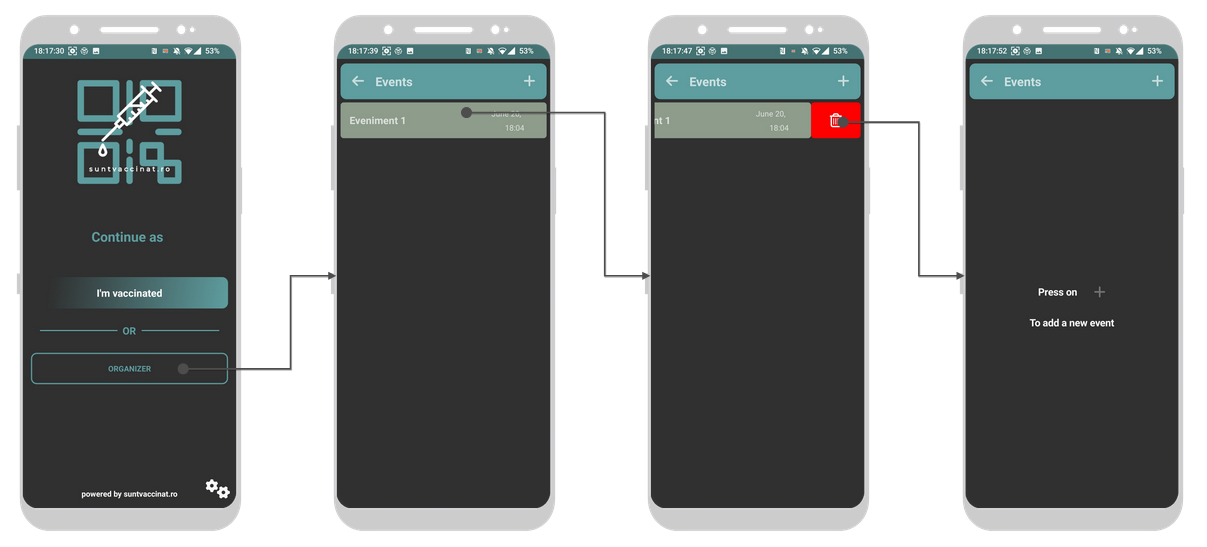 18:17:30 53%
suntvaccinat.ro
Continue as
I'm vaccinated
OR
ORGANIZER
powered by suntvaccinat.ro
18:17:39 53%
Events
Eveniment 1
June 20,
18:04
18:17:47 53%
Events
nt 1
June 20,
18:04
18:17:52 53%
Events
Press on
To add a new event